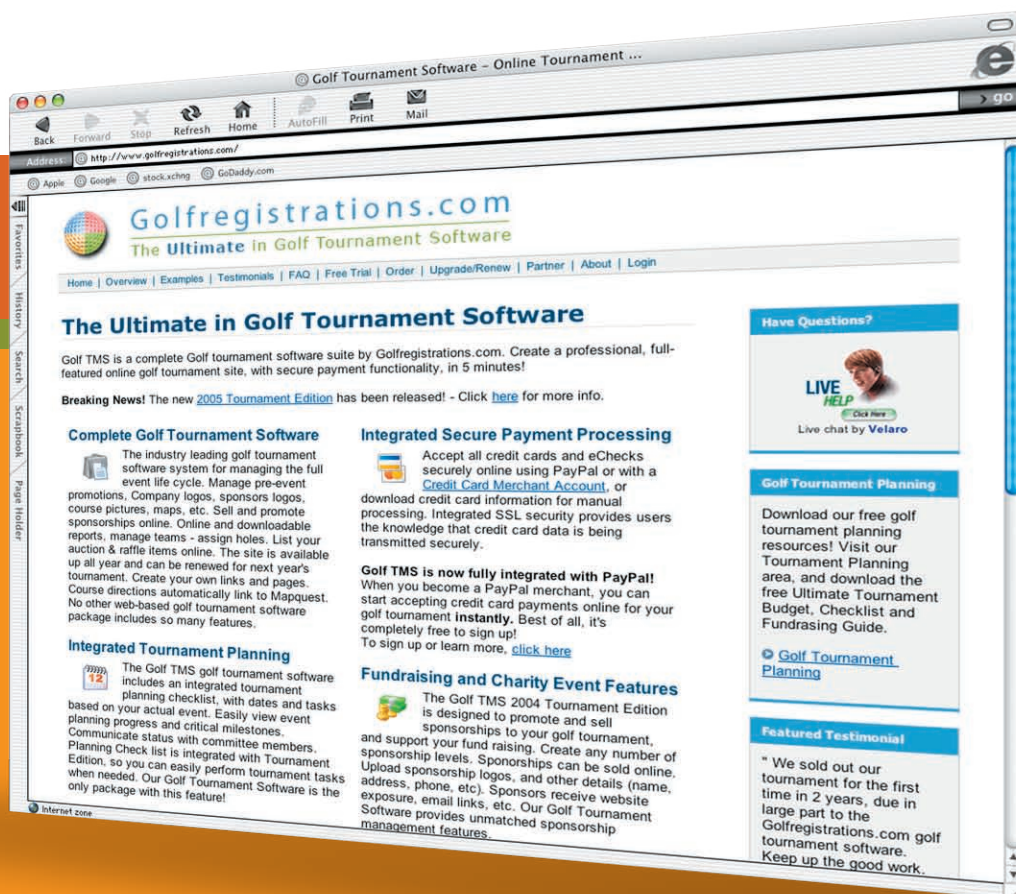 Golf Tournament Software – Online Tournament ...
Back
Forward
Stop
Refresh
Home
AutoFill
Print
Mail
Address:
http://www.golfregistrations.com/
go
Apple
Google
stock.xchng
GoDaddy.com
Favorites
History
Search
Scrapbook
Page Holder
Golfregistrations.com
The Ultimate in Golf Tournament Software
Home | Overview | Examples | Testimonials | FAQ | Free Trial | Order | Upgrade/Renew | Partner | About | Login
The Ultimate in Golf Tournament Software
Golf TMS is a complete Golf tournament software suite by Golfregistrations.com. Create a professional, full-
featured online golf tournament site, with secure payment functionality, in 5 minutes!
Breaking News! The new 2005 Tournament Edition has been released! - Click here for more info.
Complete Golf Tournament Software
The industry leading golf tournament
software system for managing the full
event life cycle. Manage pre-event
promotions, Company logos, sponsors logos,
course pictures, maps, etc. Sell and promote
sponsorships online. Online and downloadable
reports, manage teams - assign holes. List your
auction & raffle items online. The site is available
up all year and can be renewed for next year's
tournament. Create your own links and pages.
Course directions automatically link to Mapquest.
No other web-based golf tournament software
package includes so many features.
Integrated Tournament Planning
12
The Golf TMS golf tournament software
includes an integrated tournament
planning checklist, with dates and tasks
based on your actual event. Easily view event
planning progress and critical milestones.
Communicate status with committee members.
Planning Check list is integrated with Tournament
Edition, so you can easily perform tournament tasks
when needed. Our Golf Tournament Software is the
only package with this feature!
Integrated Secure Payment Processing
Accept all credit cards and eChecks
securely online using PayPal or with a
Credit Card Merchant Account, or
download credit card information for manual
processing. Integrated SSL security provides users
the knowledge that credit card data is being
transmitted securely.
Golf TMS is now fully integrated with PayPal!
When you become a PayPal merchant, you can
start accepting credit card payments online for your
golf tournament instantly. Best of all, it's
completely free to sign up!
To sign up or learn more, click here
Fundraising and Charity Event Features
The Golf TMS 2004 Tournament Edition
is designed to promote and sell
sponsorships to your golf tournament,
and support your fund raising. Create any number of
sponsorship levels. Sponorships can be sold online.
Upload sponsorship logos, and other details (name,
address, phone, etc). Sponsors receive website
exposure, email links, etc. Our Golf Tournament
Software provides unmatched sponsorship
management features.
Have Questions?
LIVE
HELP
Click Here
Live chat by Velaro
Golf Tournament Planning
Download our free golf
tournament planning
resources! Visit our
Tournament Planning
area, and download the
free Ultimate Tournament
Budget, Checklist and
Fundrasing Guide.
Golf Tournament
Planning
Featured Testimonial
" We sold out our
tournament for the first
time in 2 years, due in
large part to the
Golfregistrations.com golf
tournament software.
Keep up the good work.
Internet zone